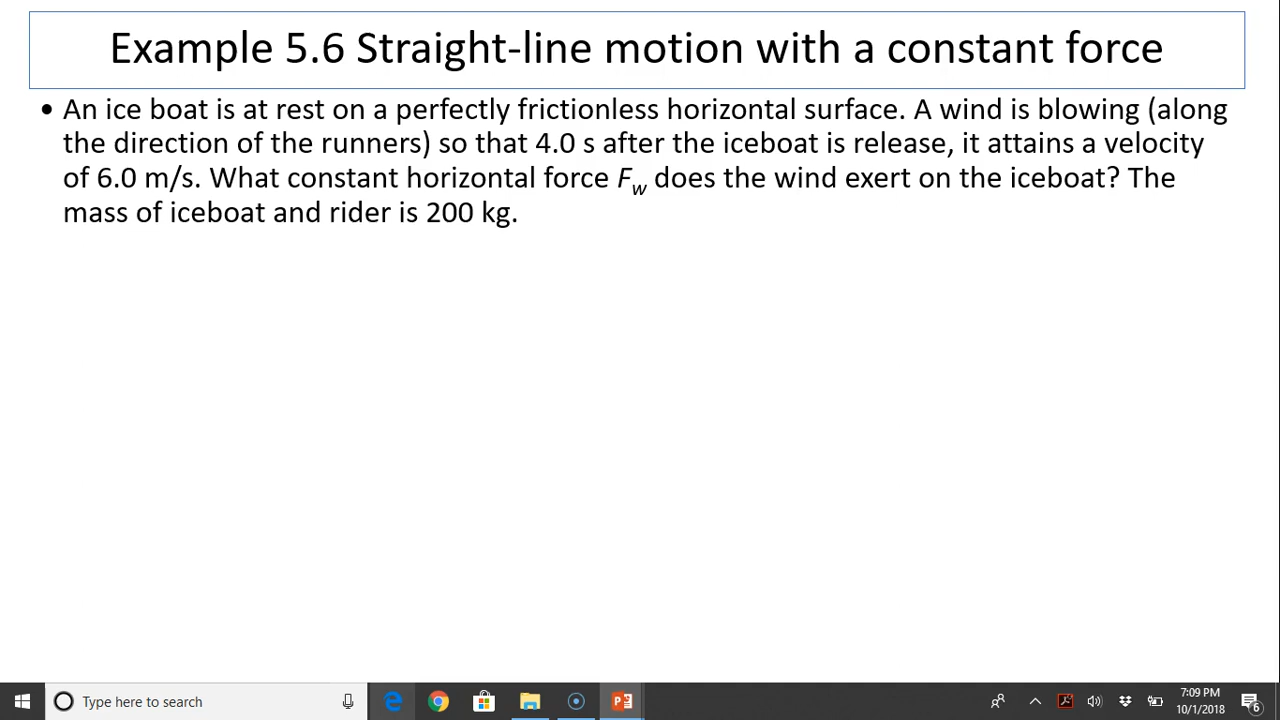 Example 5.6 Straight-line motion with a constant force
• An ice boat is at rest on a perfectly frictionless horizontal surface. A wind is blowing (along
the direction of the runners) so that 4.0 s after the iceboat is release, it attains a velocity
of 6.0 m/s. What constant horizontal force Fw does the wind exert on the iceboat? The
mass of iceboat and rider is 200 kg.
Type here to search
7:09 PM
10/1/2018
6